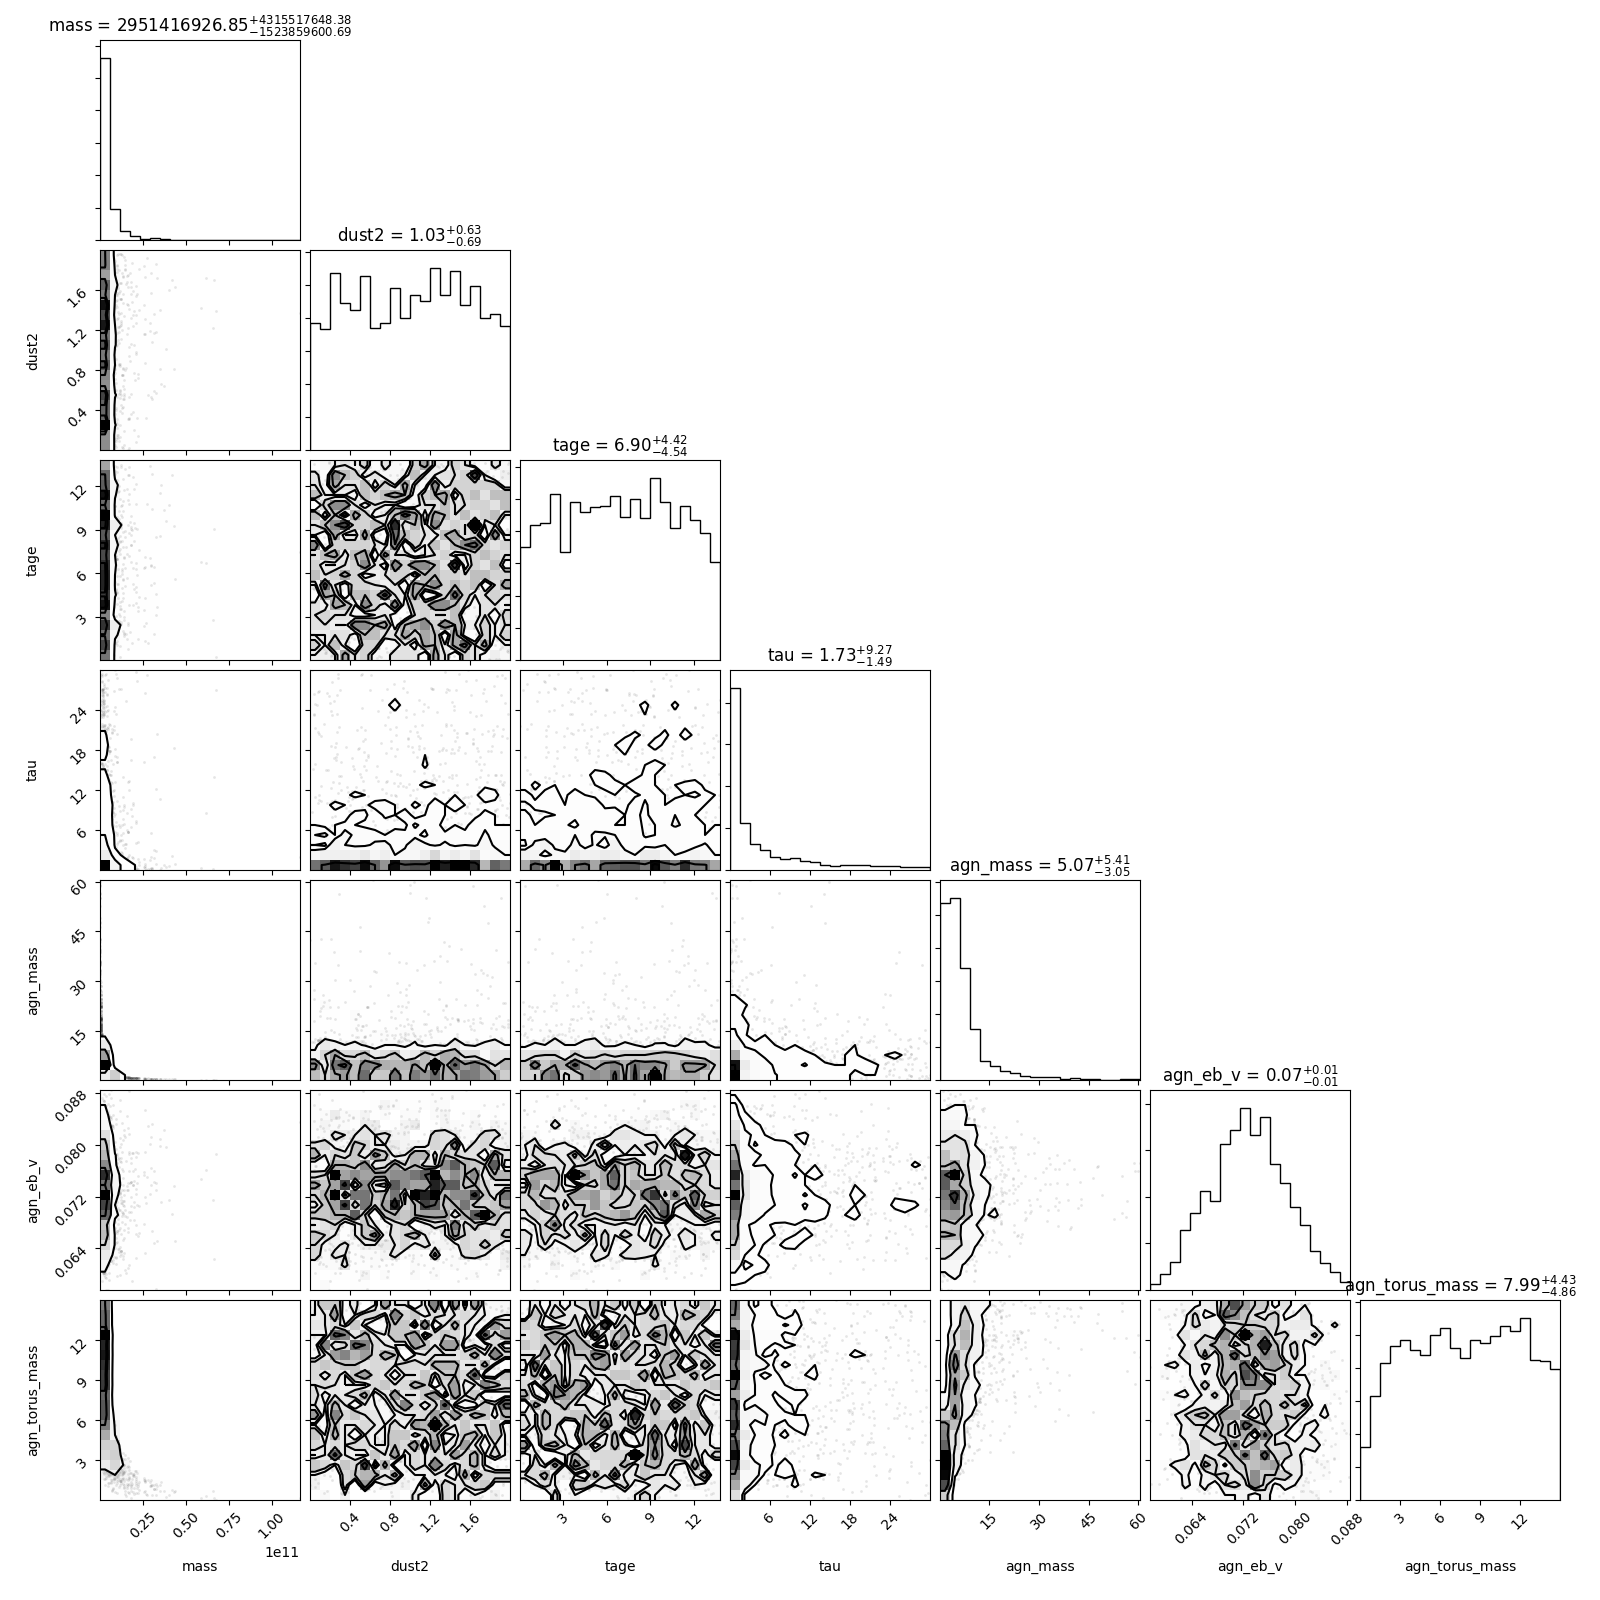 mass = 2951416926.85+4315517648.38 −1523859600.69
dust2 = 1.03+0.63 −0.69
dust2
1.6
1.2
0.8
0.4
tage = 6.90+4.42 −4.54
tage
12
9
6
3
tau = 1.73+9.27 −1.49
tau
24
18
12
6
agn_mass = 5.07+5.41 −3.05
agn_mass
60
45
30
15
agn_eb_v = 0.07+0.01 −0.01
agn_eb_v
0.088
0.080
0.072
0.064
agn_torus_mass = 7.99+4.43 −4.86
agn_torus_mass
12
9
6
3
0.25 0.50 0.75 1.00
1e11
mass
0.4 0.8 1.2 1.6
dust2
3 6 9 12
tage
6 12 18 24
tau
15 30 45 60
agn_mass
0.064 0.072 0.080 0.088
agn_eb_v
3 6 9 12
agn_torus_mass